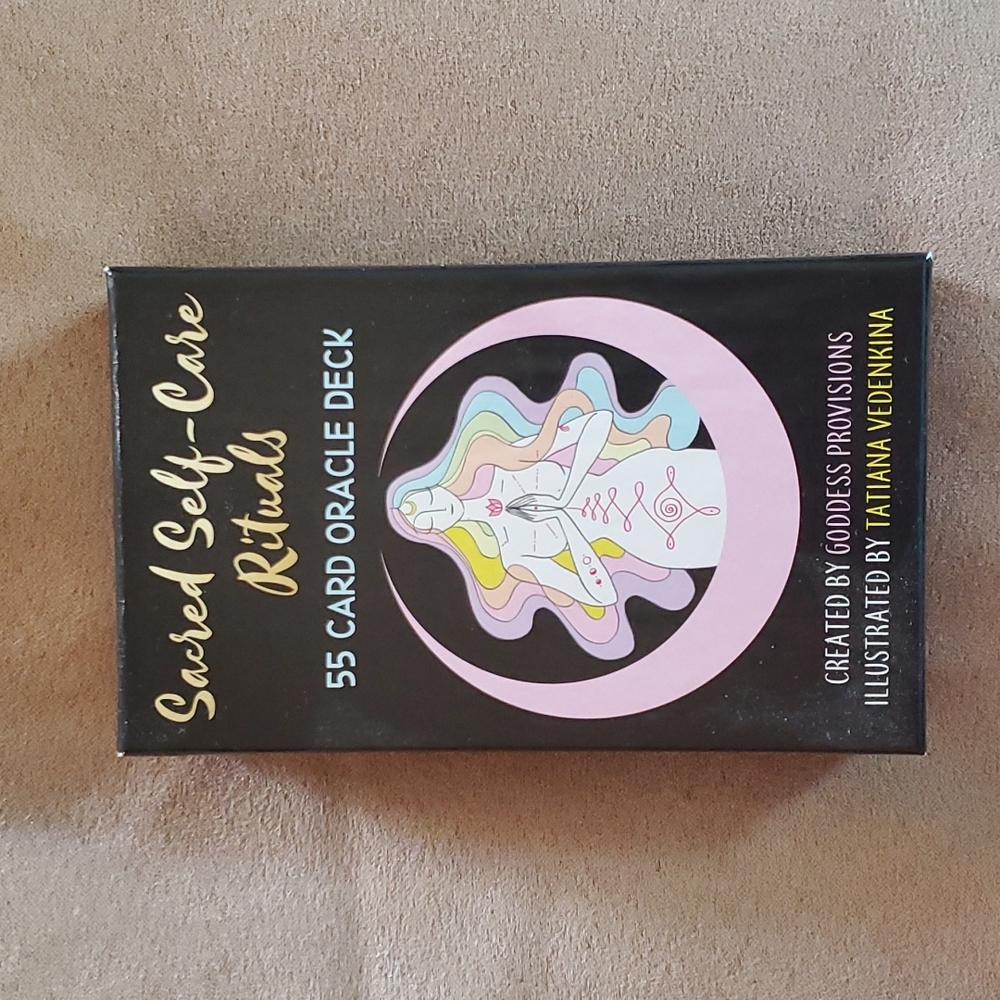 Sacred Self-Care
Rituals
55 CARD ORACLE DECK
CREATED BY GODDESS PROVISIONS
ILLUSTRATED BY TATIANA VEDENKINA